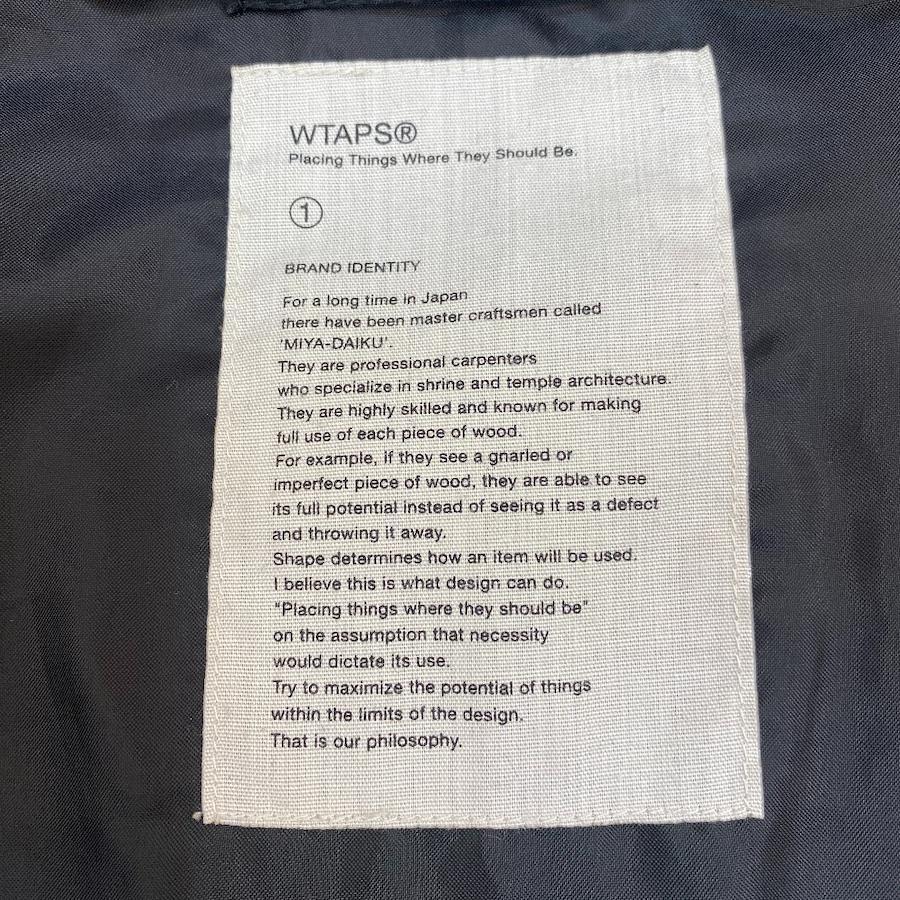 WTAPS®
Placing Things Where They Should Be.
①
BRAND IDENTITY
For a long time in Japan
there have been master craftsmen called
'MIYA-DAIKU'.
They are professional carpenters
who specialize in shrine and temple architecture.
They are highly skilled and known for making
full use of each piece of wood.
For example, if they see a gnarled or
imperfect piece of wood, they are able to see
its full potential instead of seeing it as a defect
and throwing it away.
Shape determines how an item will be used.
I believe this is what design can do.
"Placing things where they should be"
on the assumption that necessity
would dictate its use.
Try to maximize the potential of things
within the limits of the design.
That is our philosophy.